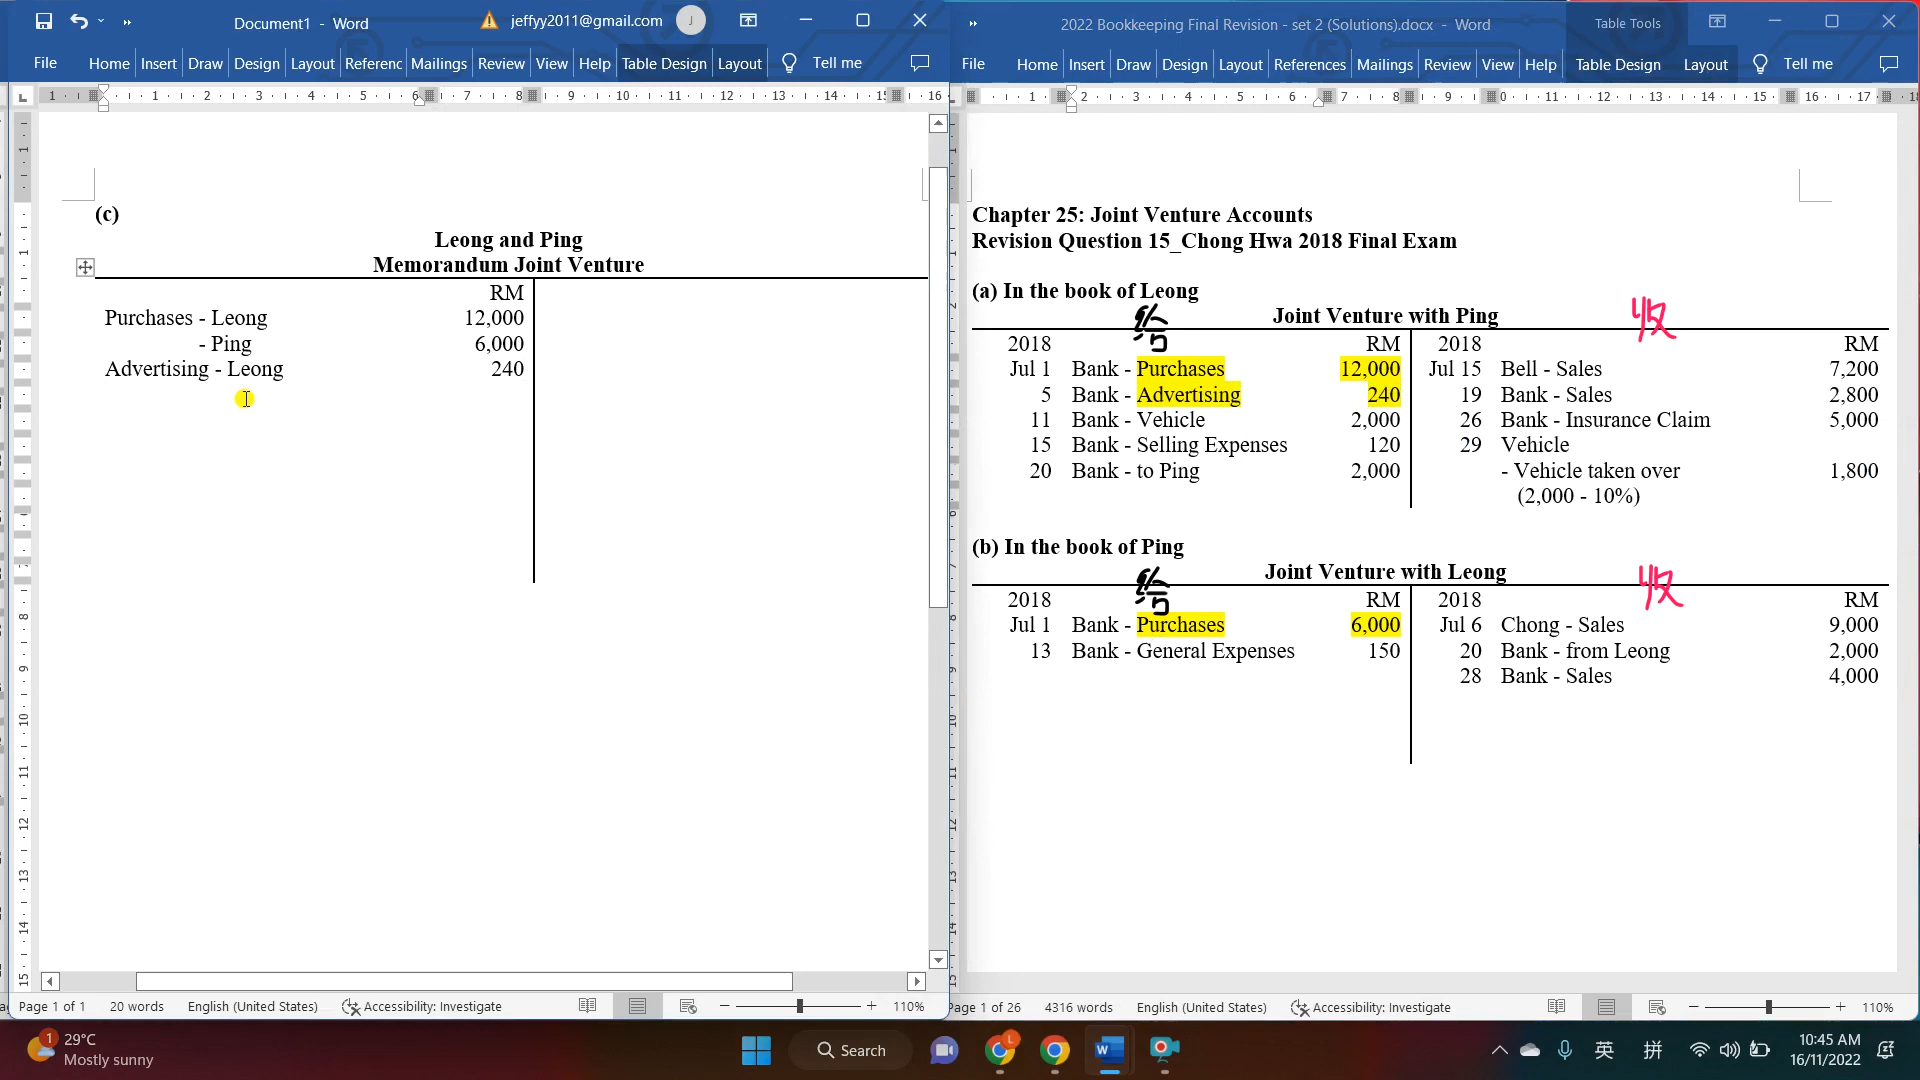 Document1 - Word
jeffyy2011@gmail.com
J
File Home Insert Draw Design Layout Referenc Mailings Review View Help Table Design Layout Tell me
(c)
Leong and Ping
Memorandum Joint Venture
RM
Purchases - Leong 12,000
- Ping 6,000
Advertising - Leong 240
Page 1 of 1 20 words English (United States) Accessibility: Investigate 110%
2022 Bookkeeping Final Revision - set 2 (Solutions).docx - Word
Table Tools
File Home Insert Draw Design Layout References Mailings Review View Help Table Design Layout Tell me
Chapter 25: Joint Venture Accounts
Revision Question 15_Chong Hwa 2018 Final Exam
(a) In the book of Leong
给 Joint Venture with Ping 收
2018 RM 2018 RM
Jul 1 Bank - Purchases 12,000 Jul 15 Bell - Sales 7,200
5 Bank - Advertising 240 19 Bank - Sales 2,800
11 Bank - Vehicle 2,000 26 Bank - Insurance Claim 5,000
15 Bank - Selling Expenses 120 29 Vehicle
20 Bank - to Ping 2,000 - Vehicle taken over 1,800
(2,000 - 10%)
(b) In the book of Ping
给 Joint Venture with Leong 收
2018 RM 2018 RM
Jul 1 Bank - Purchases 6,000 Jul 6 Chong - Sales 9,000
13 Bank - General Expenses 150 20 Bank - from Leong 2,000
28 Bank - Sales 4,000
Page 1 of 26 4316 words English (United States) Accessibility: Investigate 110%
1
29°C
Mostly sunny
Search
英 拼
10:45 AM
16/11/2022